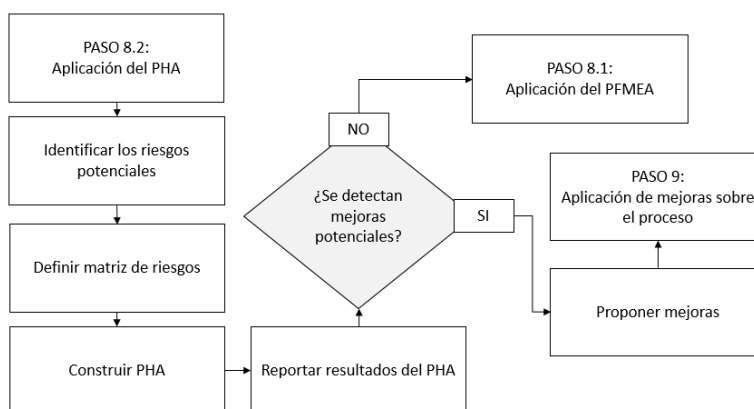 PASO 8.2:
Aplicación del PHA
Identificar los riesgos
potenciales
Definir matriz de riesgos
Construir PHA
Reportar resultados del PHA
¿Se detectan
mejoras
potenciales?
NO
PASO 8.1:
Aplicación del PFMEA
SI
Proponer mejoras
PASO 9:
Aplicación de mejoras sobre
el proceso